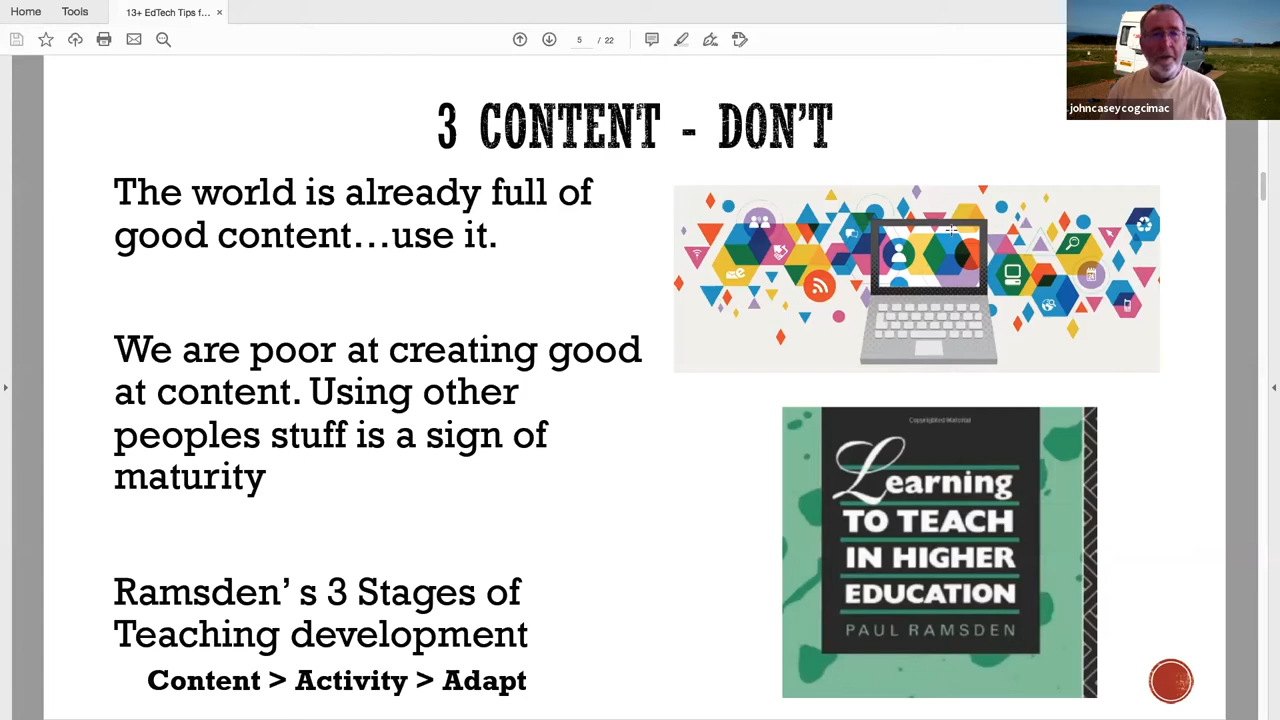 Home
Tools
13+ EdTech Tips f...
5 / 22
johncaseycogcimac
3 CONTENT - DON'T
The world is already full of
good content…use it.
We are poor at creating good
at content. Using other
peoples stuff is a sign of
maturity
Ramsden' s 3 Stages of
Teaching development
Content > Activity > Adapt
Copyrighted Material
Learning
TO TEACH
IN HIGHER
EDUCATION
PAUL RAMSDEN